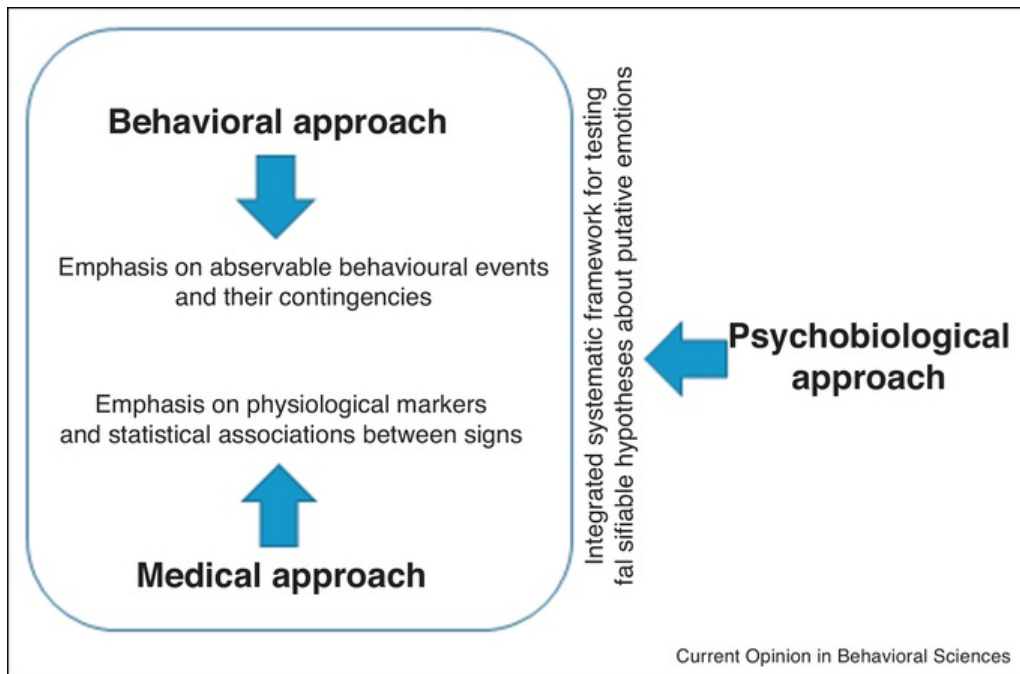 Behavioral approach
Emphasis on observable behavioural events
and their contingencies
Emphasis on physiological markers
and statistical associations between signs
Medical approach
Integrated systematic framework for testing
fal sifiable hypotheses about putative emotions
Psychobiological
approach
Current Opinion in Behavioral Sciences